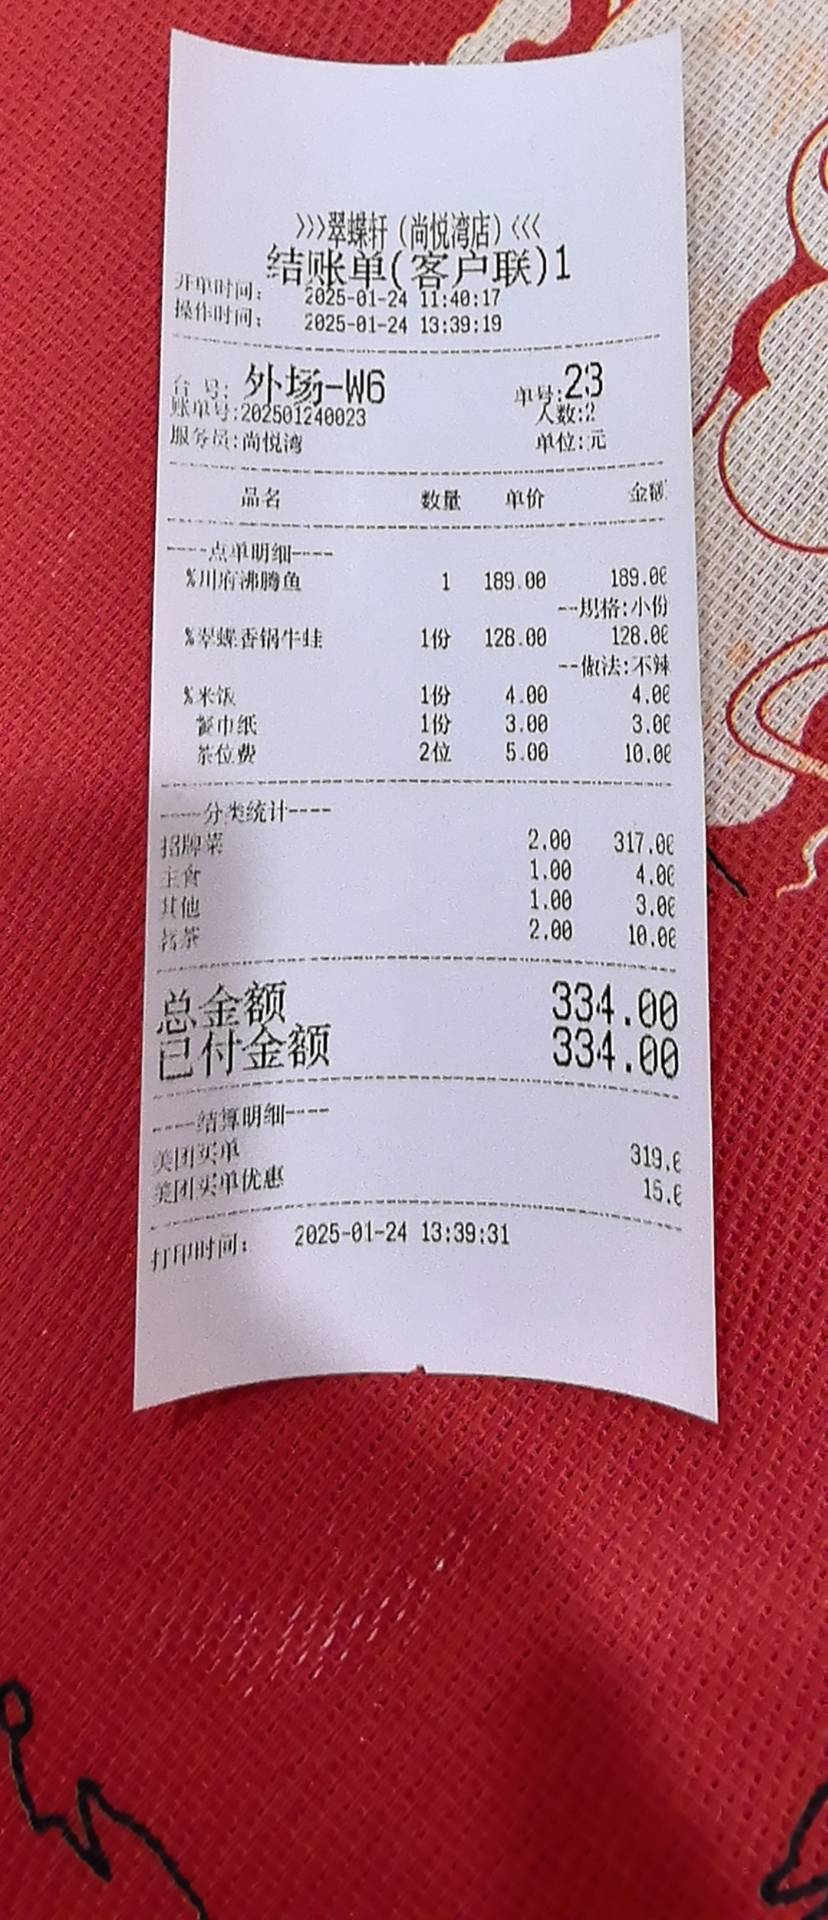 >>>翠蝶轩(尚悦湾店)<<<
结账单(客户联)1
开单时间: 2025-01-24 11:40:17
操作时间: 2025-01-24 13:39:19
台 号: 外场-W6 单号:23
账单号:202501240023 人数:2
服务员:尚悦湾 单位:元
品名 数量 单价 金额
----点单明细----
%川府沸腾鱼 1 189.00 189.00
--规格:小份
%翠蝶香锅牛蛙 1份 128.00 128.00
--做法:不辣
%米饭 1份 4.00 4.00
餐巾纸 1份 3.00 3.00
茶位费 2位 5.00 10.00
----分类统计----
招牌菜 2.00 317.00
主食 1.00 4.00
其他 1.00 3.00
茗茶 2.00 10.00
总金额 334.00
已付金额 334.00
----结算明细----
美团买单 319.
美团买单优惠 15.
打印时间: 2025-01-24 13:39:31